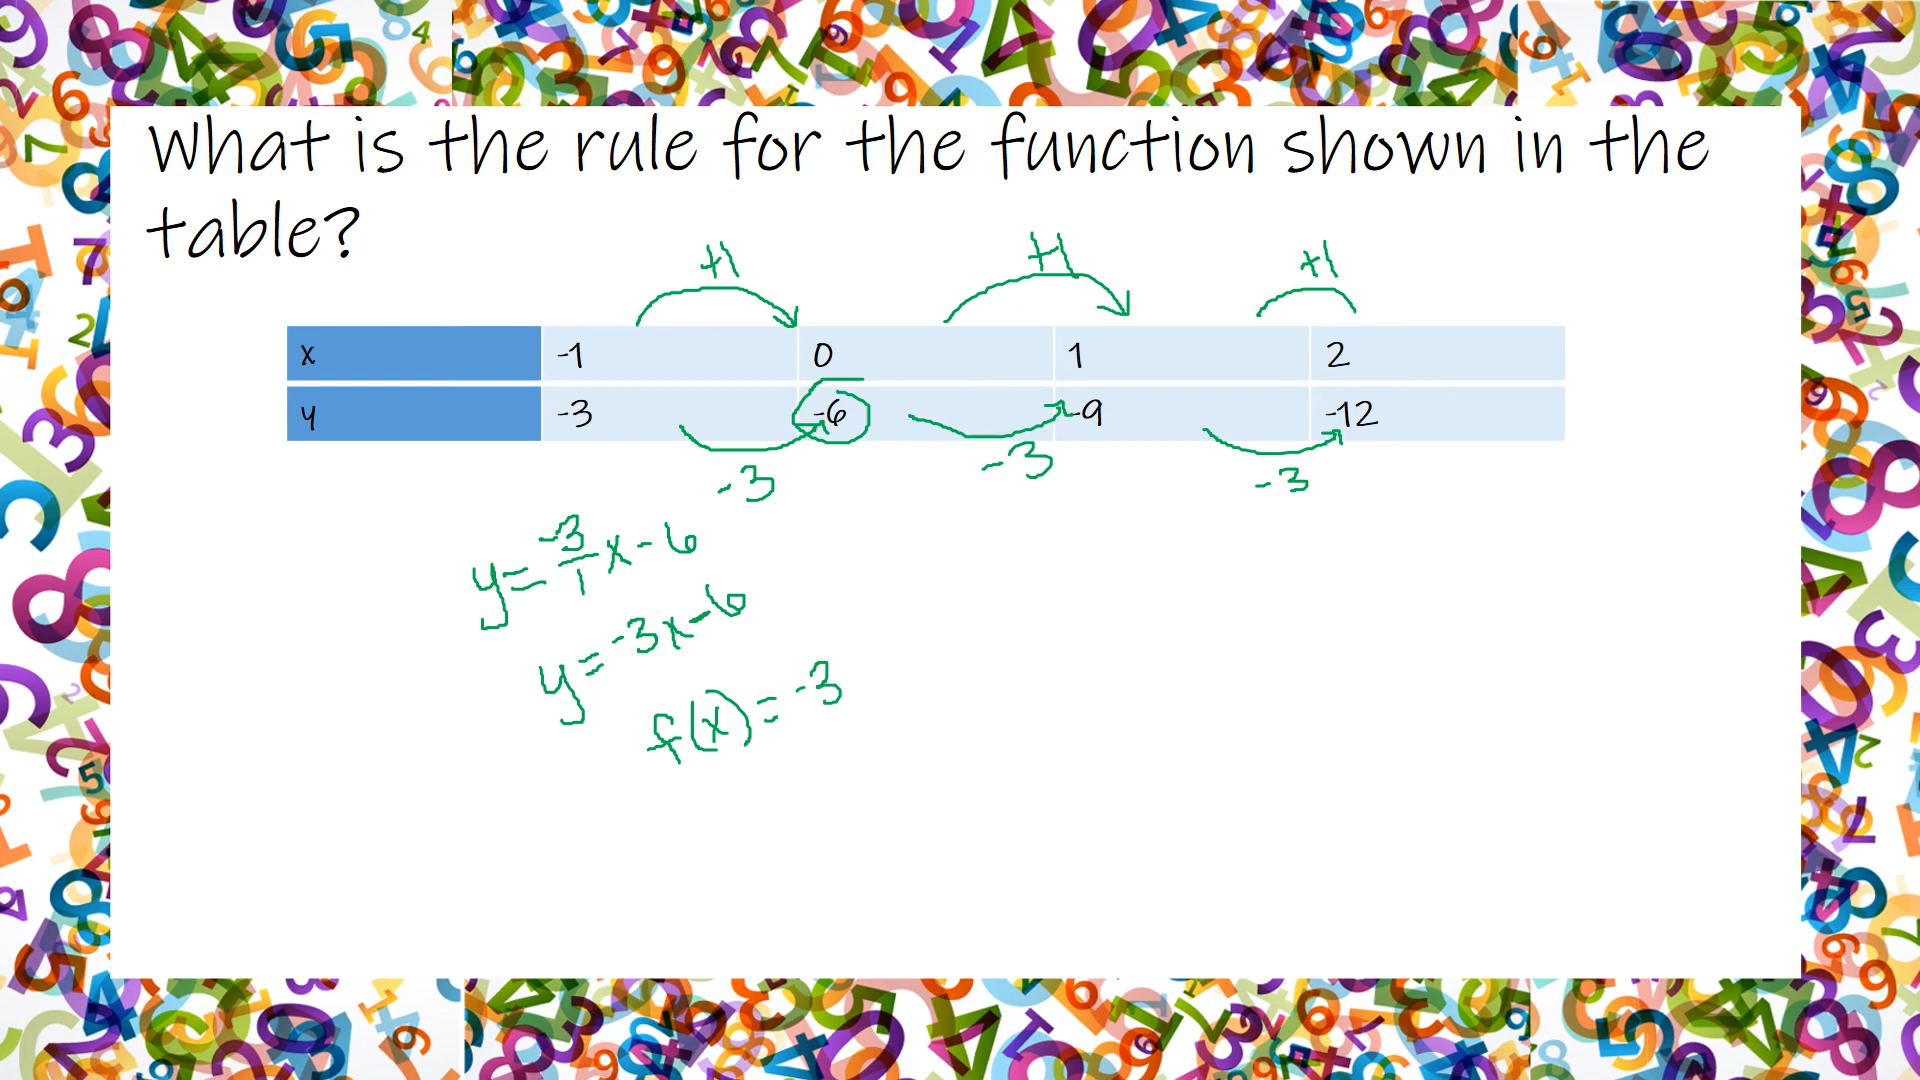 What is the rule for the function shown in the
table?
+1 +1 +1
x -1 0 1 2
y -3 -6 -9 -12
-3 -3 -3
y = -3/1 x - 6
y = -3x - 6
f(x) = -3